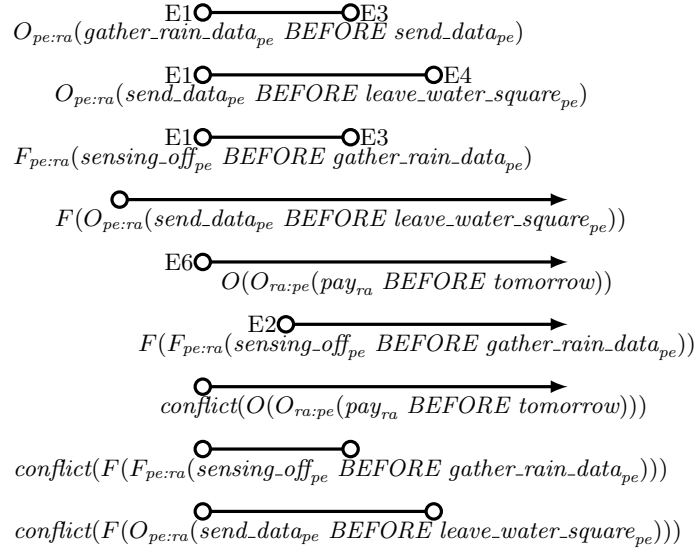 E1 E3
O_{pe:ra}(gather_rain_data_{pe} BEFORE send_data_{pe})
E1 E4
O_{pe:ra}(send_data_{pe} BEFORE leave_water_square_{pe})
E1 E3
F_{pe:ra}(sensing_off_{pe} BEFORE gather_rain_data_{pe})
F(O_{pe:ra}(send_data_{pe} BEFORE leave_water_square_{pe}))
E6
O(O_{ra:pe}(pay_{ra} BEFORE tomorrow))
E2
F(F_{pe:ra}(sensing_off_{pe} BEFORE gather_rain_data_{pe}))
conflict(O(O_{ra:pe}(pay_{ra} BEFORE tomorrow)))
conflict(F(F_{pe:ra}(sensing_off_{pe} BEFORE gather_rain_data_{pe})))
conflict(F(O_{pe:ra}(send_data_{pe} BEFORE leave_water_square_{pe})))